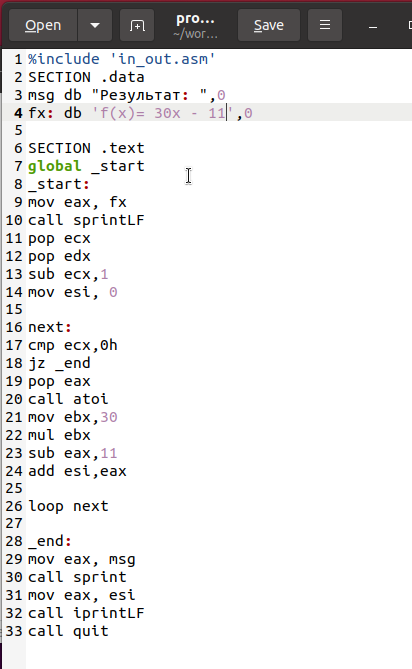 Open
pro...
~/wor...
Save
1 %include 'in_out.asm'
2 SECTION .data
3 msg db "Результат: ",0
4 fx: db 'f(x)= 30x - 11',0
5
6 SECTION .text
7 global _start
8 _start:
9 mov eax, fx
10 call sprintLF
11 pop ecx
12 pop edx
13 sub ecx,1
14 mov esi, 0
15
16 next:
17 cmp ecx,0h
18 jz _end
19 pop eax
20 call atoi
21 mov ebx,30
22 mul ebx
23 sub eax,11
24 add esi,eax
25
26 loop next
27
28 _end:
29 mov eax, msg
30 call sprint
31 mov eax, esi
32 call iprintLF
33 call quit